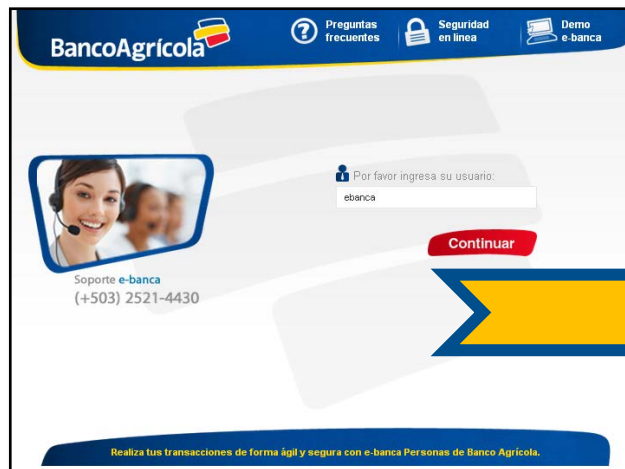 BancoAgrícola
Preguntas
frecuentes
Seguridad
en linea
Demo
e-banca
Por favor ingresa su usuario:
ebanca
Continuar
Soporte e-banca
(+503) 2521-4430
Realiza tus transacciones de forma ágil y segura con e-banca Personas de Banco Agrícola.